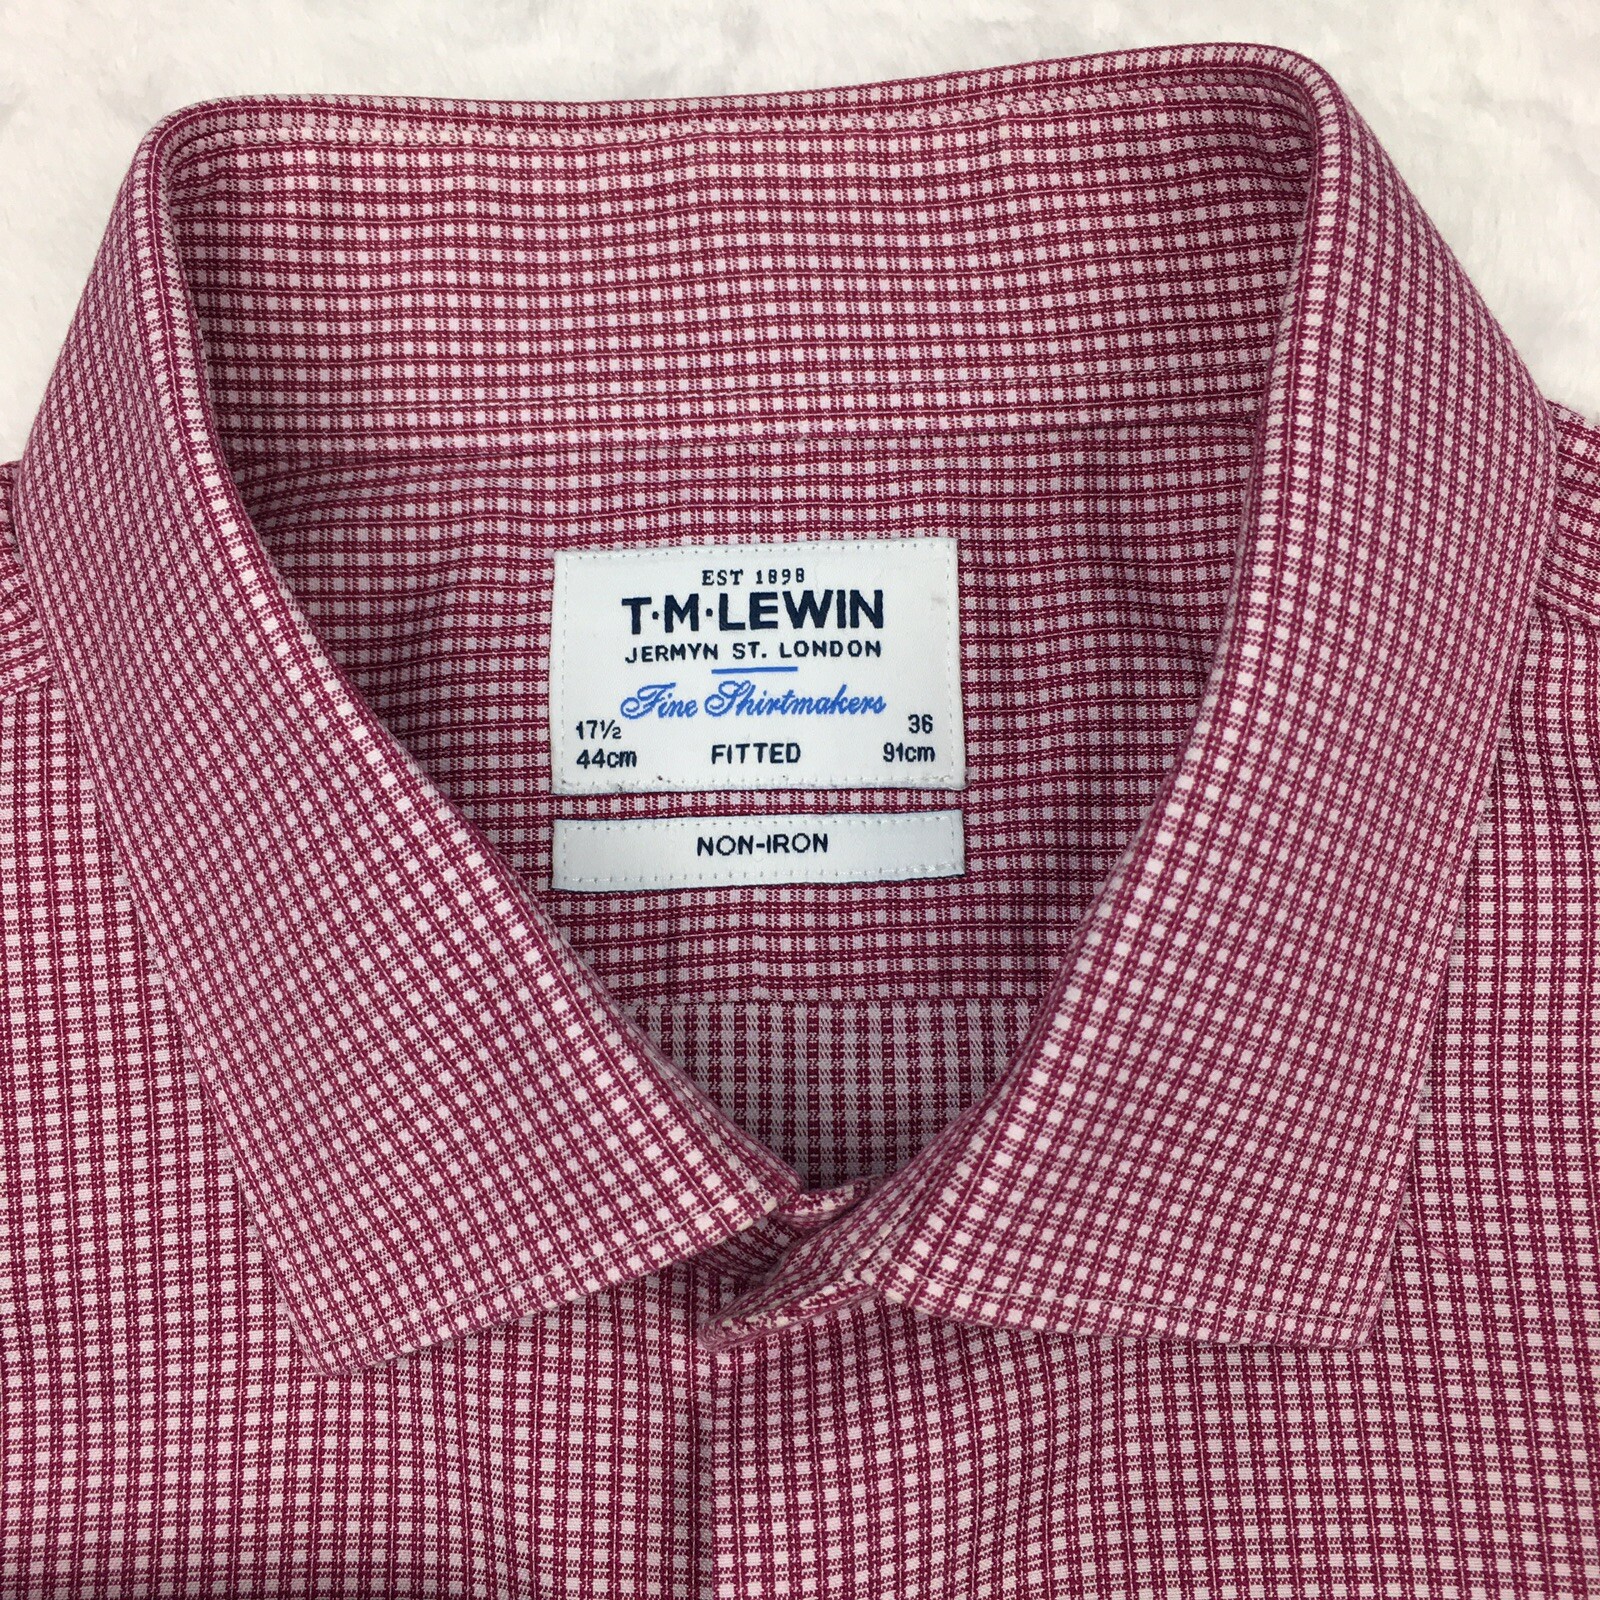 EST 1898
T·M·LEWIN
JERMYN ST. LONDON
Fine Shirtmakers
17½ 36
44cm FITTED 91cm
NON-IRON